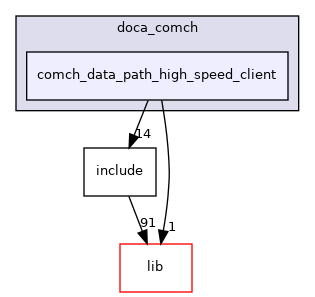 doca_comch
comch_data_path_high_speed_client
14
include
91
1
lib